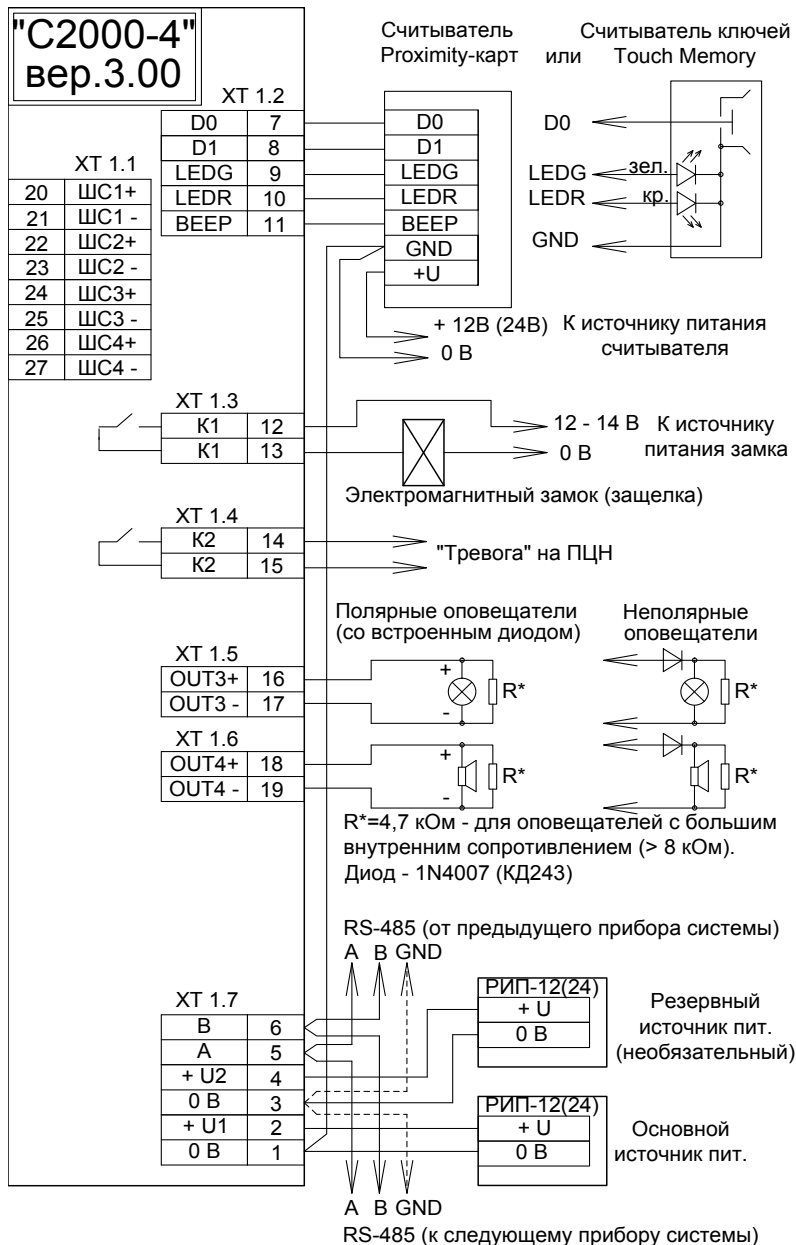 "С2000-4"
вер.3.00
Считыватель
Proximity-карт
или
Считыватель ключей
Touch Memory
XT 1.2
D0 7
D1 8
LEDG 9
LEDR 10
BEEP 11
D0
D1
LEDG
LEDR
BEEP
GND
+U
D0
LEDG
зел.
LEDR
кр.
GND
XT 1.1
20 ШС1+
21 ШС1 -
22 ШС2+
23 ШС2 -
24 ШС3+
25 ШС3 -
26 ШС4+
27 ШС4 -
+ 12В (24В)
0 В
К источнику питания
считывателя
XT 1.3
К1 12
К1 13
12 - 14 В
0 В
К источнику
питания замка
Электромагнитный замок (защелка)
XT 1.4
К2 14
К2 15
"Тревога" на ПЦН
Полярные оповещатели
(со встроенным диодом)
Неполярные
оповещатели
XT 1.5
OUT3+ 16
OUT3 - 17
+
-
R*
R*
XT 1.6
OUT4+ 18
OUT4 - 19
+
-
R*
R*
R*=4,7 кОм - для оповещателей с большим
внутренним сопротивлением (> 8 кОм).
Диод - 1N4007 (КД243)
RS-485 (от предыдущего прибора системы)
A B GND
XT 1.7
B 6
A 5
+ U2 4
0 В 3
+ U1 2
0 В 1
РИП-12(24)
+ U
0 В
Резервный
источник пит.
(необязательный)
РИП-12(24)
+ U
0 В
Основной
источник пит.
A B GND
RS-485 (к следующему прибору системы)